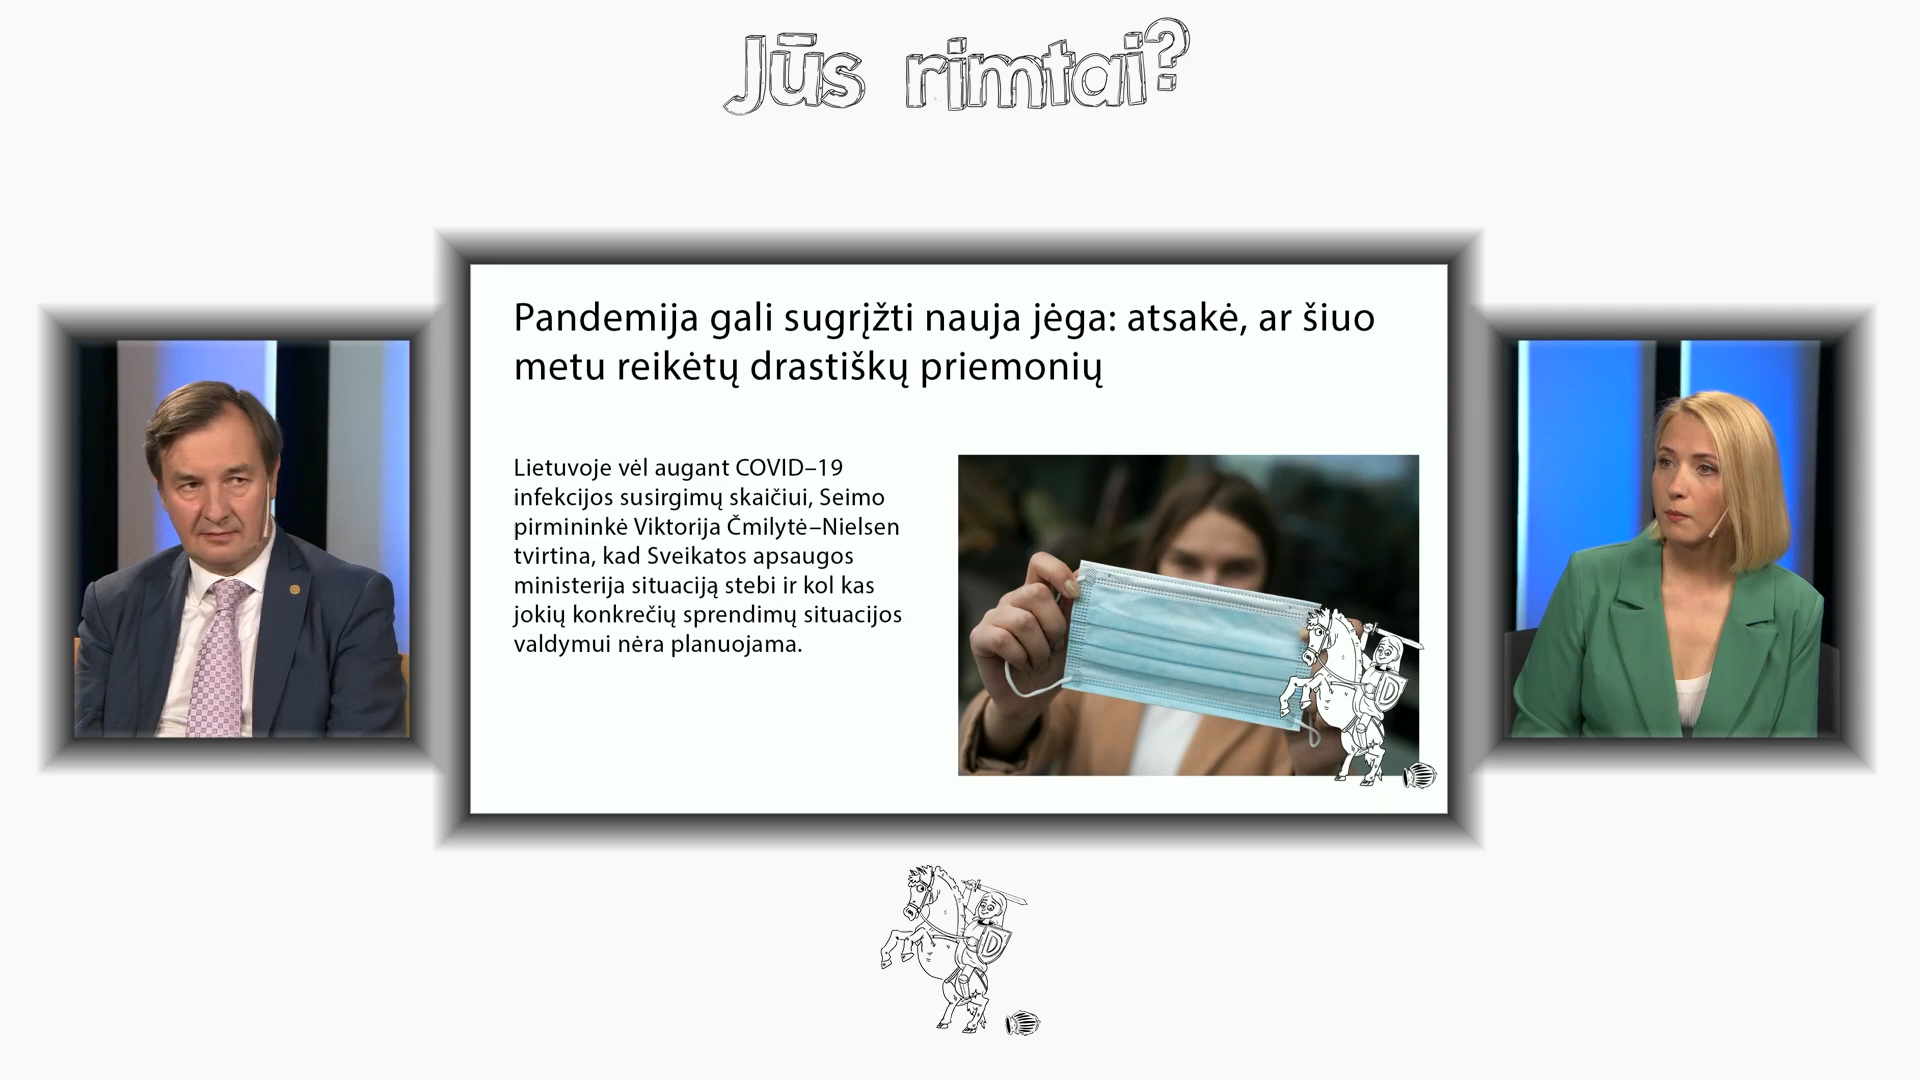 Jūs rimtai?
Pandemija gali sugrįžti nauja jėga: atsakė, ar šiuo
metu reikėtų drastiškų priemonių
Lietuvoje vėl augant COVID–19
infekcijos susirgimų skaičiui, Seimo
pirmininkė Viktorija Čmilytė–Nielsen
tvirtina, kad Sveikatos apsaugos
ministerija situaciją stebi ir kol kas
jokių konkrečių sprendimų situacijos
valdymui nėra planuojama.
D
D